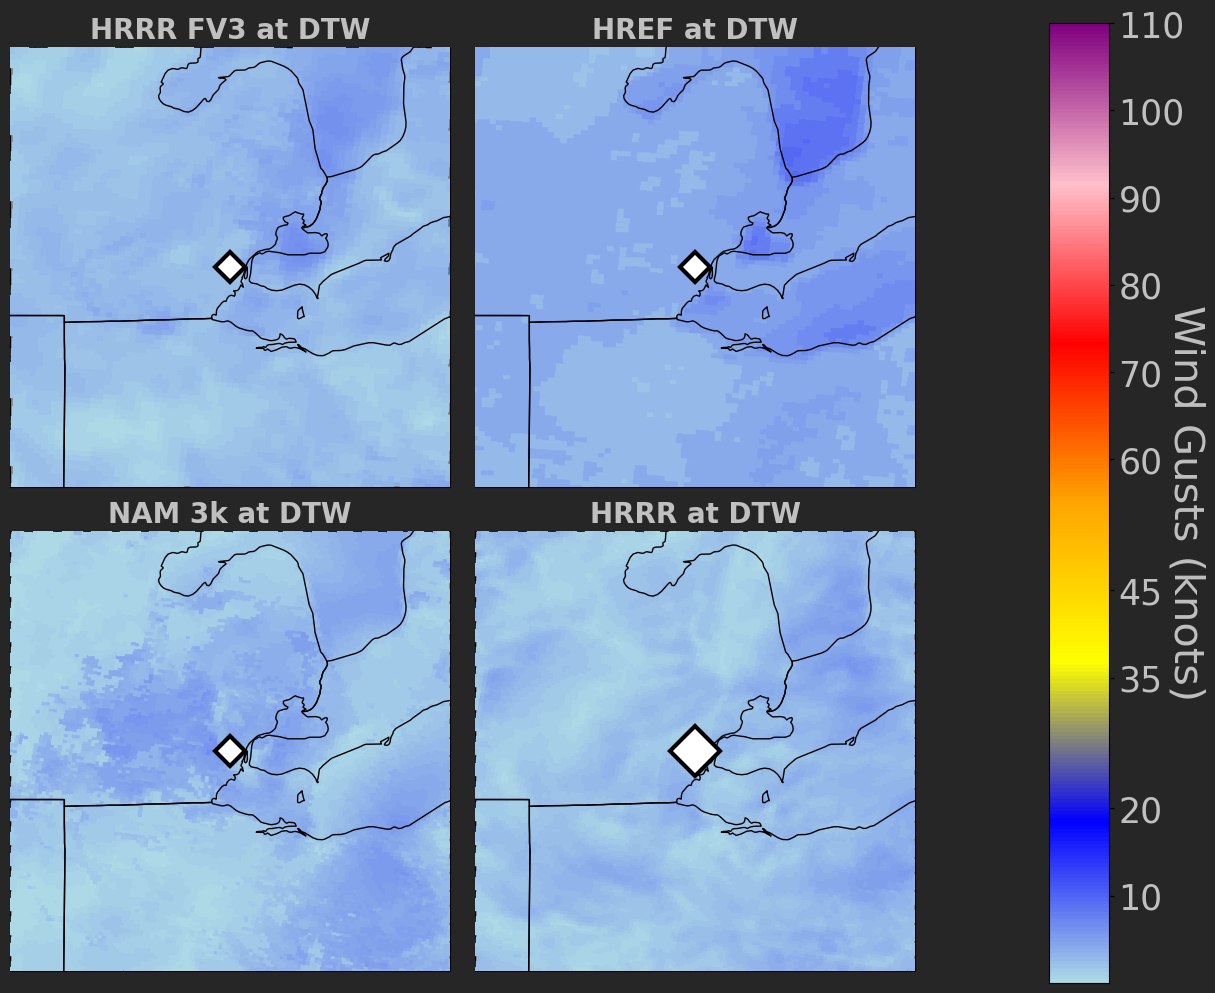 HRRR FV3 at DTW
HREF at DTW
NAM 3k at DTW
HRRR at DTW
110
100
90
80
70
60
45
35
20
10
Wind Gusts (knots)